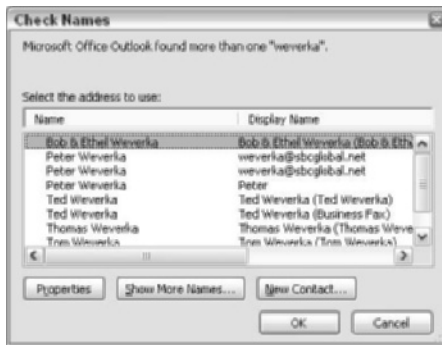 Check Names
Microsoft Office Outlook found more than one "weverka".
Select the address to use:
Name Display Name
Bob & Ethel Weverka Bob & Ethel Weverka (Bob & Eth
Peter Weverka weverka@sbcglobal.net
Peter Weverka weverka@sbcglobal.net
Peter Weverka Peter
Ted Weverka Ted Weverka (Ted Weverka)
Ted Weverka Ted Weverka (Business Fax)
Thomas Weverka Thomas Weverka (Thomas Weve
Tom Weverka Tom Weverka (Tom Weverka)
Properties Show More Names... New Contact...
OK Cancel